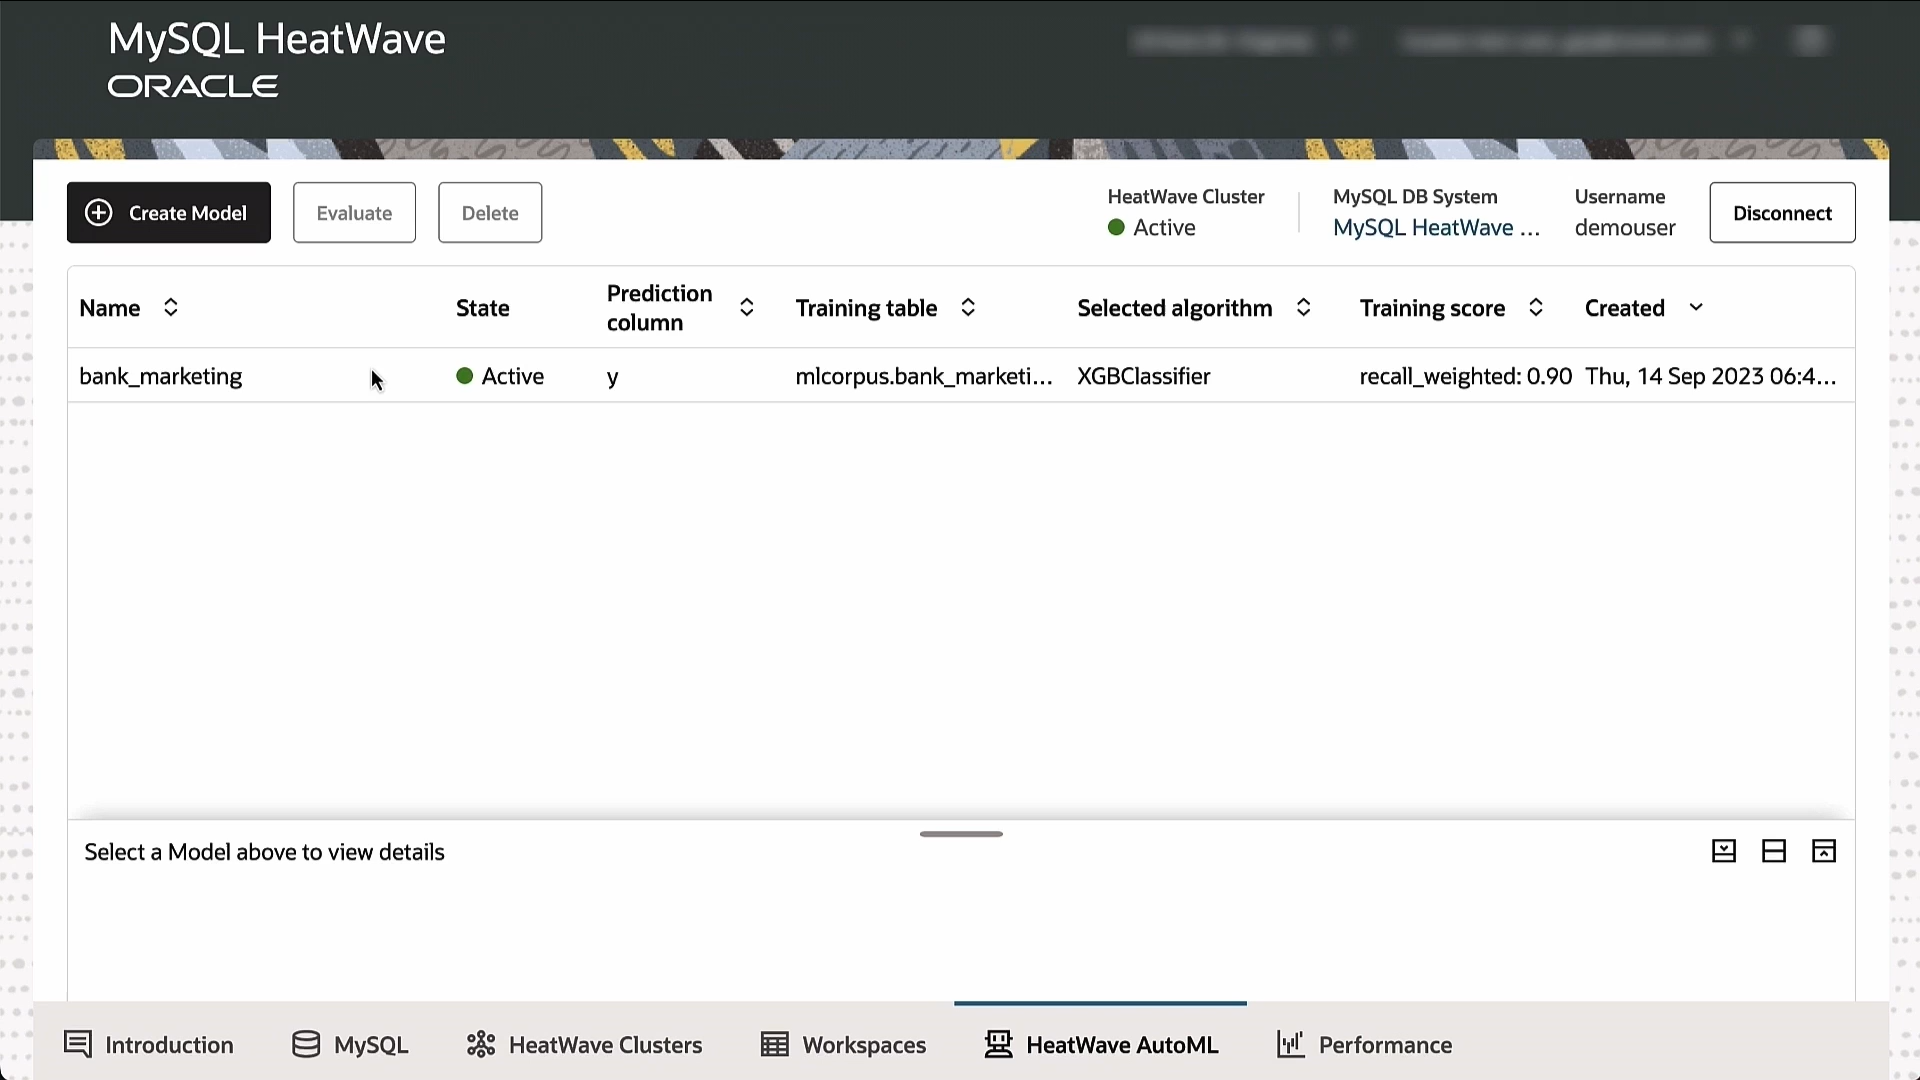 MySQL HeatWave
ORACLE
Create Model
Evaluate
Delete
HeatWave Cluster
Active
MySQL DB System
MySQL HeatWave ...
Username
demouser
Disconnect
Name
State
Prediction
column
Training table
Selected algorithm
Training score
Created
bank_marketing
Active
y
mlcorpus.bank_marketi...
XGBClassifier
recall_weighted: 0.90
Thu, 14 Sep 2023 06:4...
Select a Model above to view details
Introduction
MySQL
HeatWave Clusters
Workspaces
HeatWave AutoML
Performance